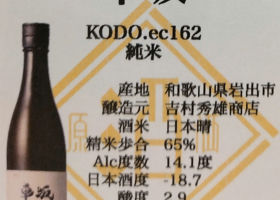 KODO.ec162
純米
産地 和歌山県岩出市
醸造元 吉村秀雄商店
酒米 日本晴
精米歩合 65%
Alc度数 14.1度
日本酒度 -18.7
酸度 2.9